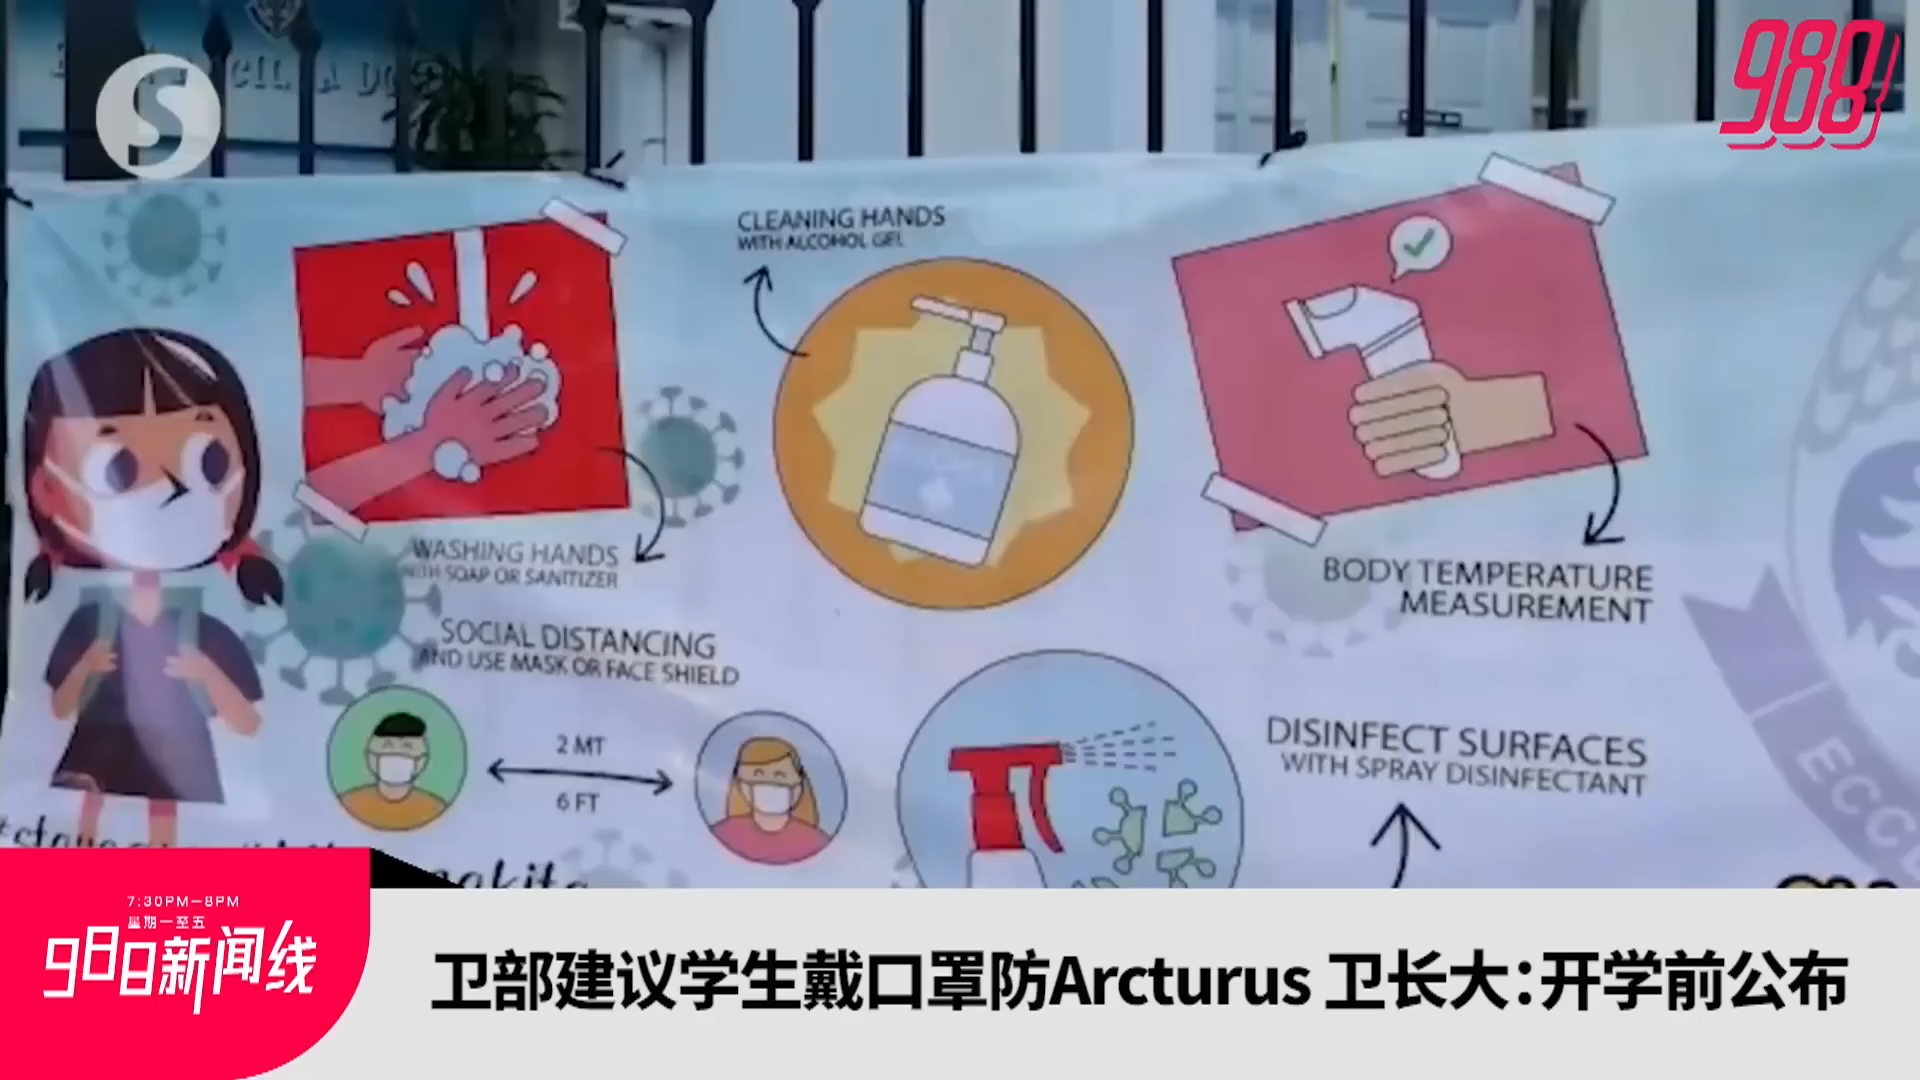 988
CLEANING HANDS
WITH ALCOHOL GEL
WASHING HANDS
WITH SOAP OR SANITIZER
SOCIAL DISTANCING
AND USE MASK OR FACE SHIELD
2 MT
6 FT
BODY TEMPERATURE
MEASUREMENT
DISINFECT SURFACES
WITH SPRAY DISINFECTANT
7:30PM—8PM
星期一至五
988新闻线
卫部建议学生戴口罩防Arcturus 卫长大：开学前公布